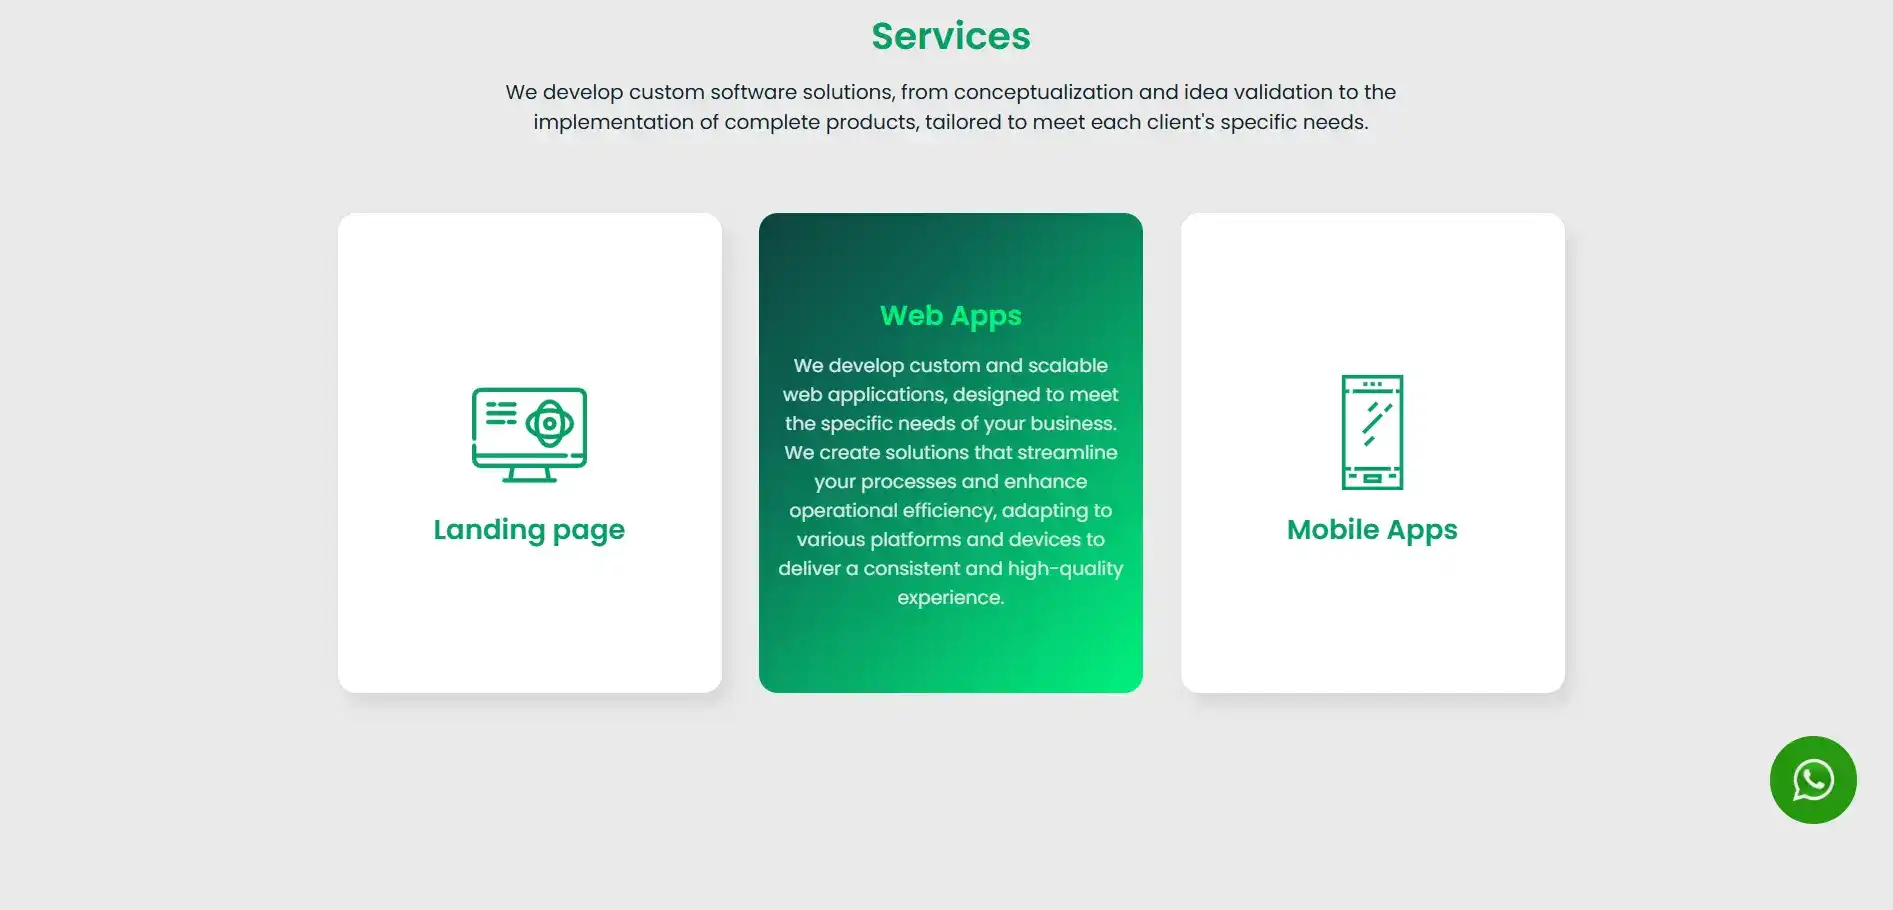 Services
We develop custom software solutions, from conceptualization and idea validation to the
implementation of complete products, tailored to meet each client's specific needs.
Landing page
Web Apps
We develop custom and scalable
web applications, designed to meet
the specific needs of your business.
We create solutions that streamline
your processes and enhance
operational efficiency, adapting to
various platforms and devices to
deliver a consistent and high-quality
experience.
Mobile Apps